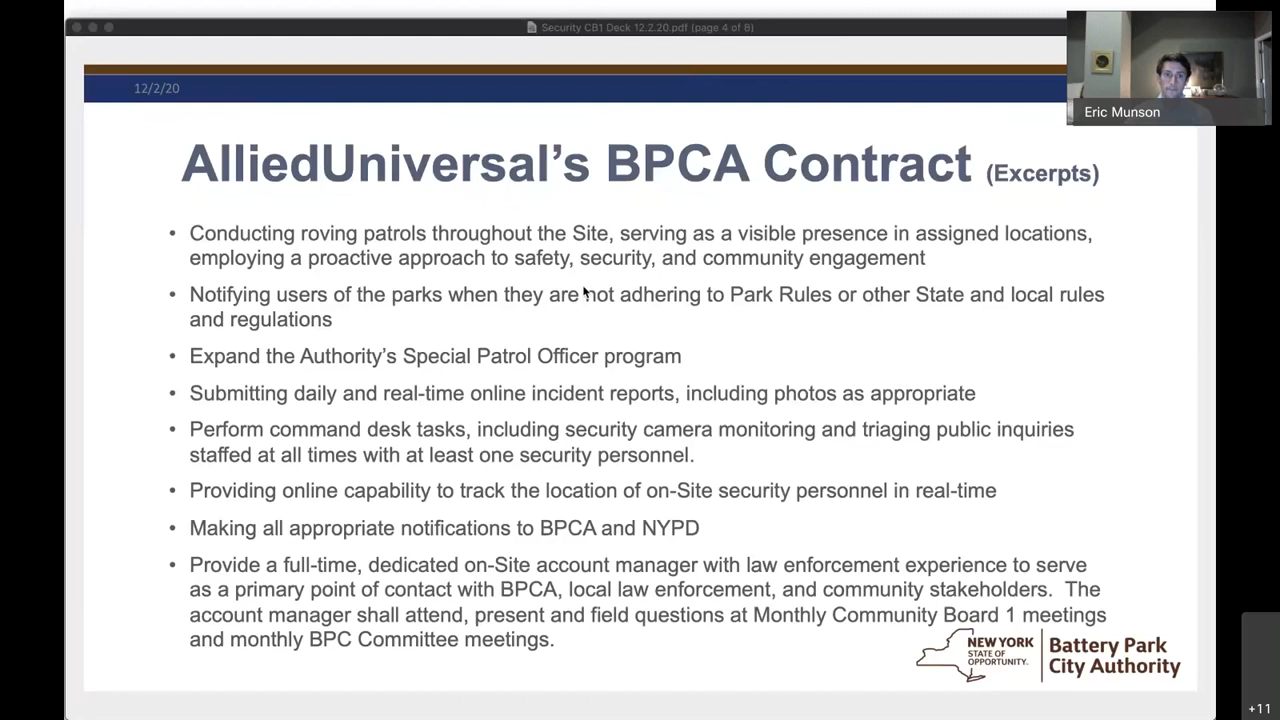 Security CB1 Deck 12.2.20.pdf (page 4 of 8)
12/2/20
Eric Munson
AlliedUniversal's BPCA Contract (Excerpts)
• Conducting roving patrols throughout the Site, serving as a visible presence in assigned locations,
employing a proactive approach to safety, security, and community engagement
• Notifying users of the parks when they are not adhering to Park Rules or other State and local rules
and regulations
• Expand the Authority's Special Patrol Officer program
• Submitting daily and real-time online incident reports, including photos as appropriate
• Perform command desk tasks, including security camera monitoring and triaging public inquiries
staffed at all times with at least one security personnel.
• Providing online capability to track the location of on-Site security personnel in real-time
• Making all appropriate notifications to BPCA and NYPD
• Provide a full-time, dedicated on-Site account manager with law enforcement experience to serve
as a primary point of contact with BPCA, local law enforcement, and community stakeholders.  The
account manager shall attend, present and field questions at Monthly Community Board 1 meetings
and monthly BPC Committee meetings.
NEW YORK
STATE OF
OPPORTUNITY.
Battery Park
City Authority
+11